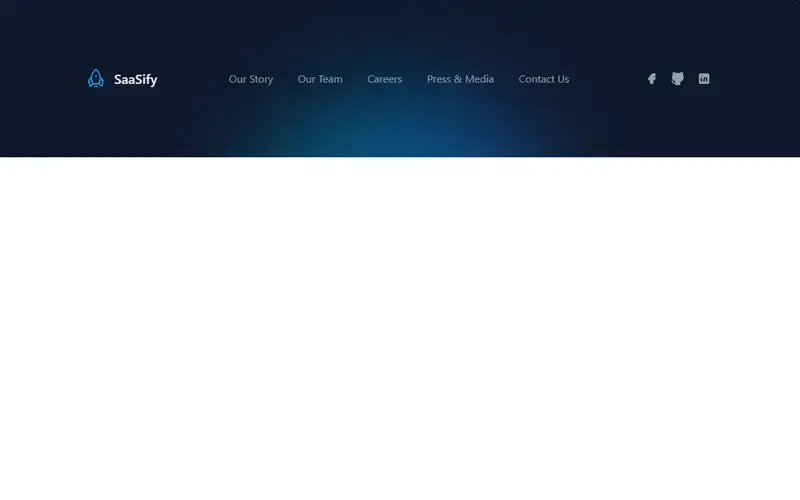 SaaSify
Our Story
Our Team
Careers
Press & Media
Contact Us